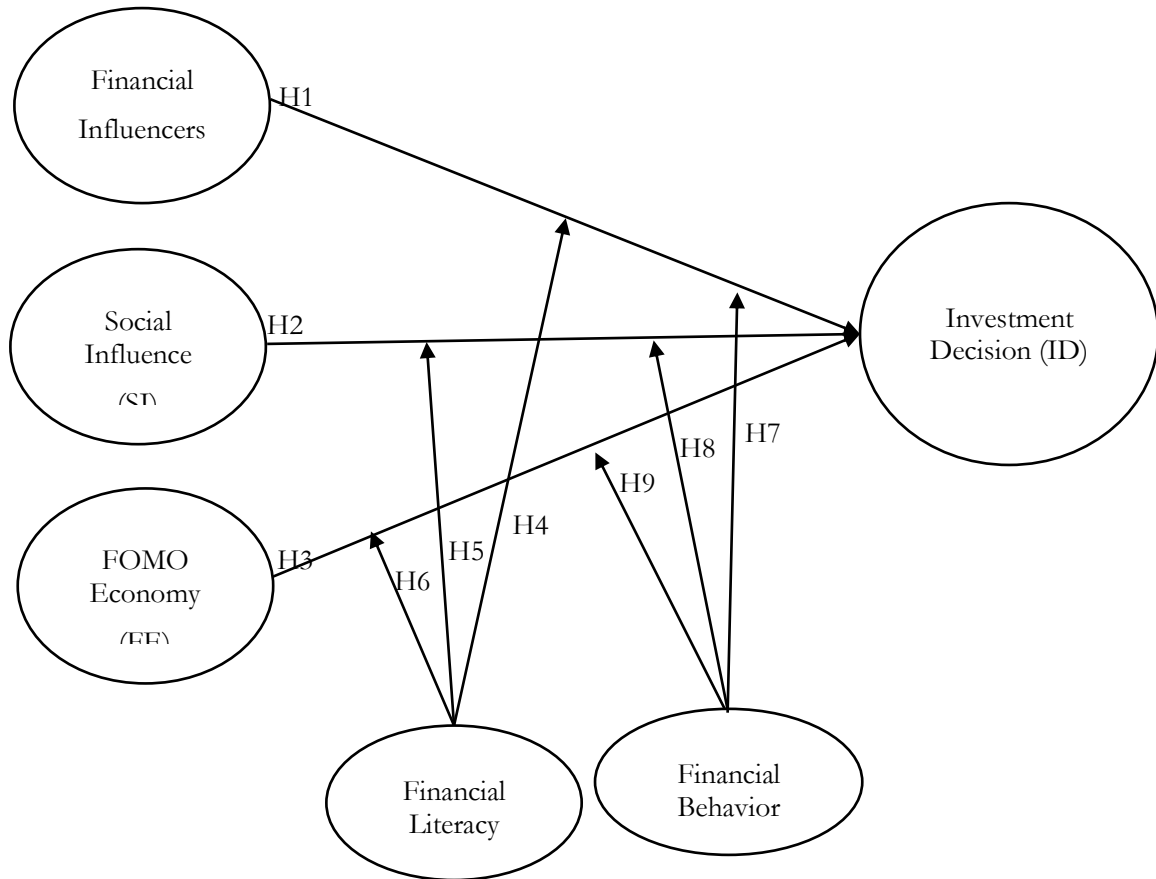 Financial
Influencers
H1
Social
Influence
H2
Investment
Decision (ID)
FOMO
Economy
H3
H4
H5
H6
H7
H8
H9
Financial
Literacy
Financial
Behavior